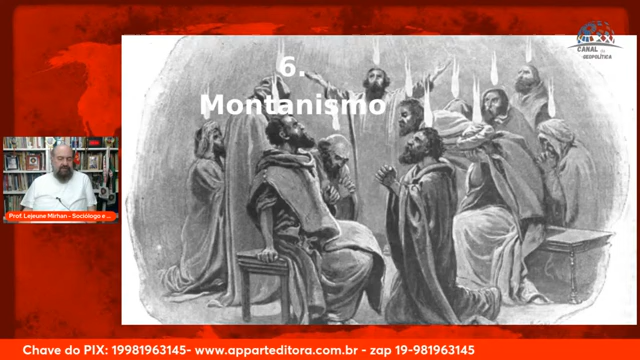 CANAL DA
GEOPOLÍTICA
6.
Montanismo
Prof. Lejeune Mirhan - Sociólogo e ...
Chave do PIX: 19981963145- www.apparteditora.com.br - zap 19-981963145